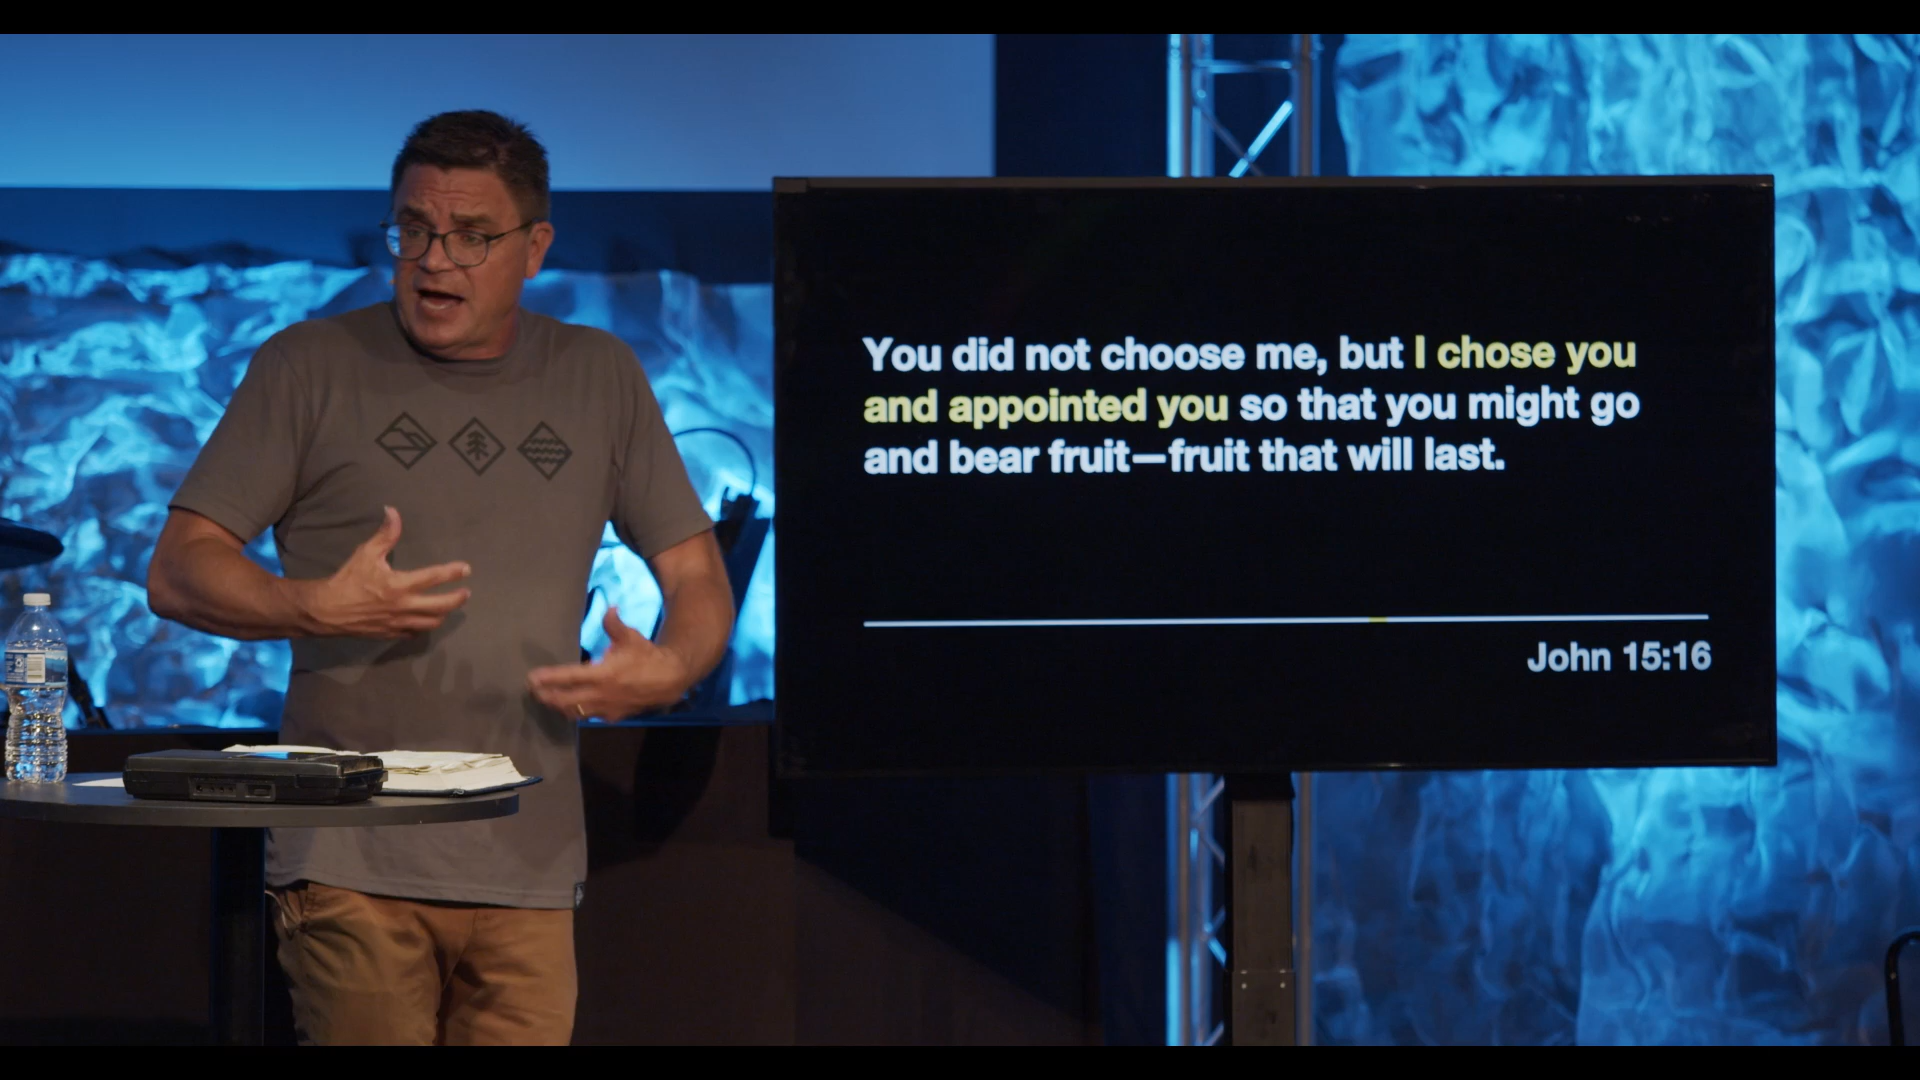 You did not choose me, but I chose you
and appointed you so that you might go
and bear fruit—fruit that will last.
John 15:16